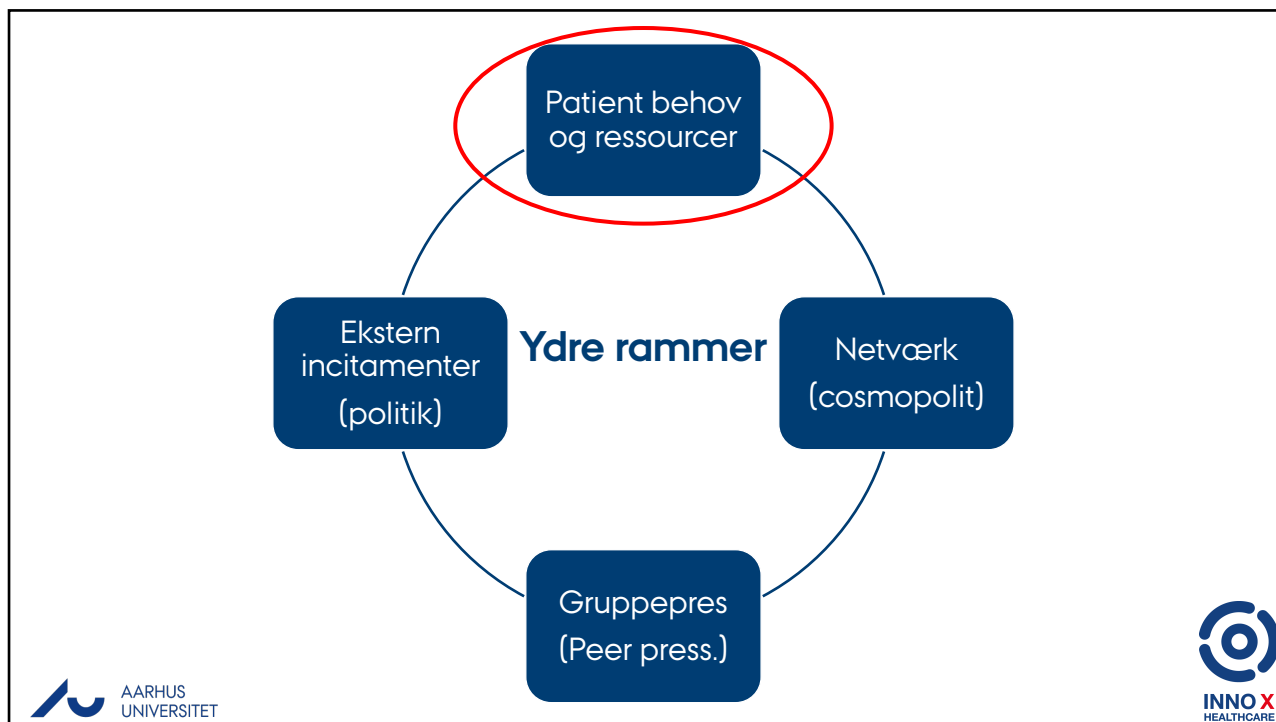 Patient behov
og ressourcer
Ekstern
incitamenter
(politik)
Ydre rammer
Netværk
(cosmopolit)
Gruppepres
(Peer press.)
AARHUS
UNIVERSITET
INNO X
HEALTHCARE